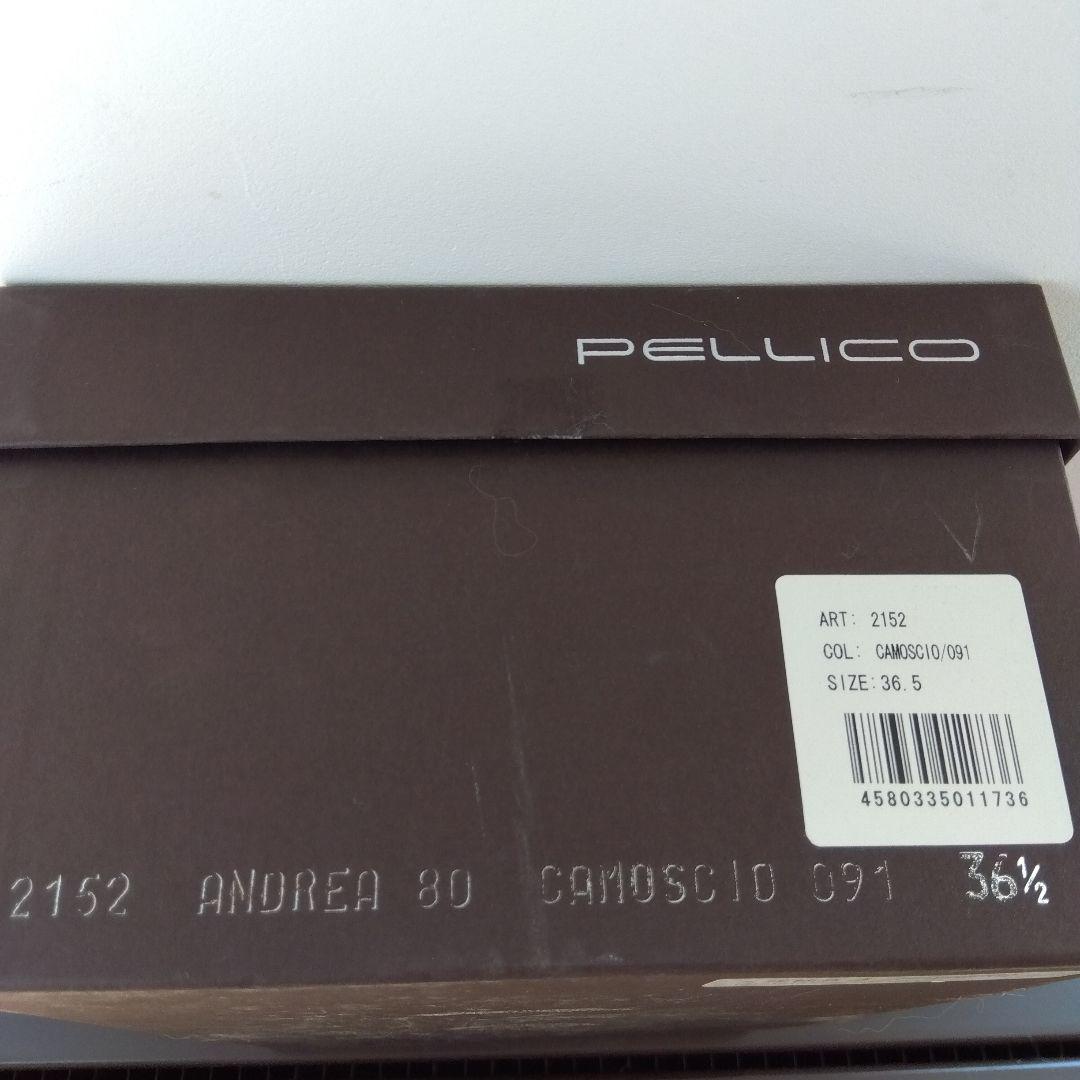 PELLICO
ART: 2152
COL: CAMOSCIO/091
SIZE:36.5
4580335011736
2152 ANDREA 80 CAMOSCIO 091 36½